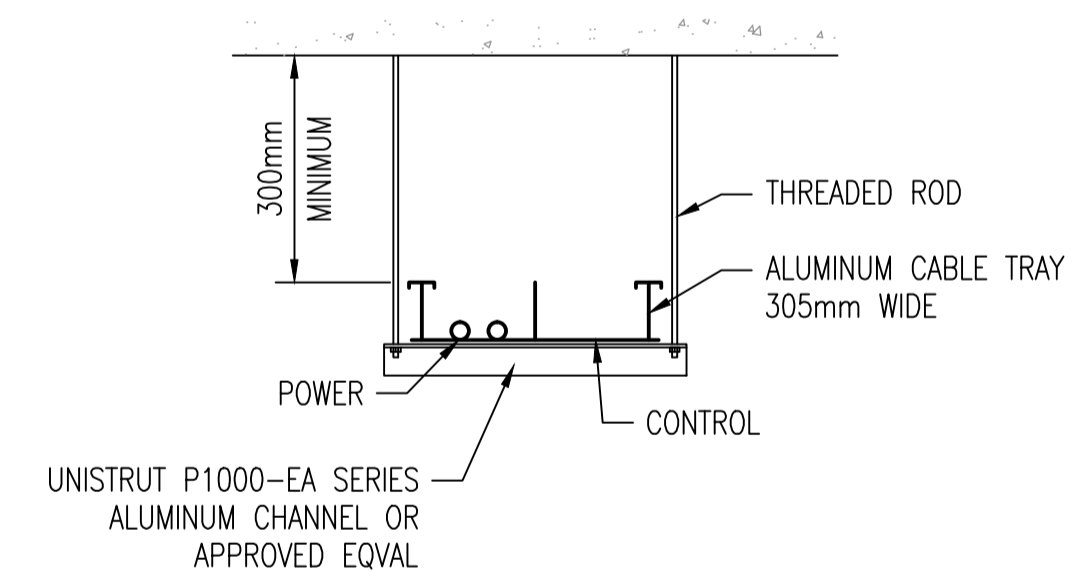 300mm
MINIMUM
THREADED ROD
ALUMINUM CABLE TRAY
305mm WIDE
POWER
CONTROL
UNISTRUT P1000-EA SERIES
ALUMINUM CHANNEL OR
APPROVED EQVAL